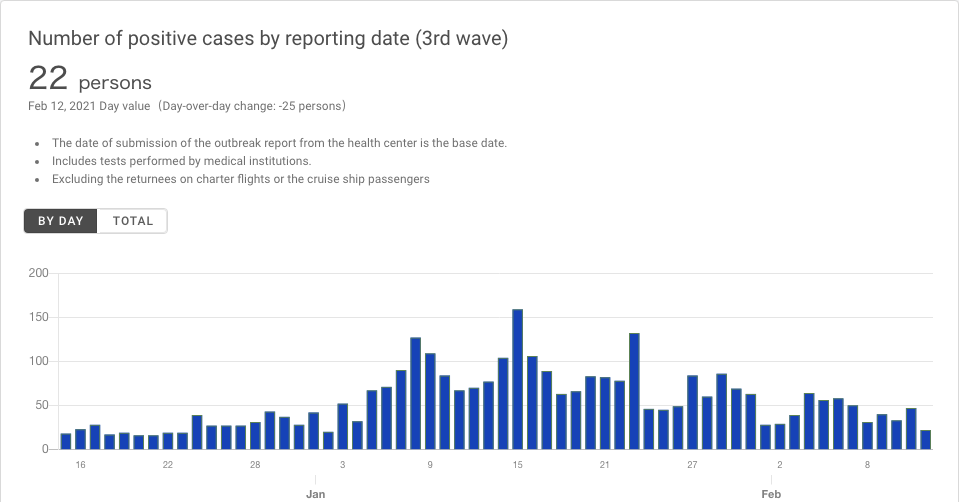 Number of positive cases by reporting date (3rd wave)
22 persons
Feb 12, 2021 Day value（Day-over-day change: -25 persons）
• The date of submission of the outbreak report from the health center is the base date.
• Includes tests performed by medical institutions.
• Excluding the returnees on charter flights or the cruise ship passengers
BY DAY TOTAL
200
150
100
50
0
16 22 28 3 9 15 21 27 2 8
Jan Feb